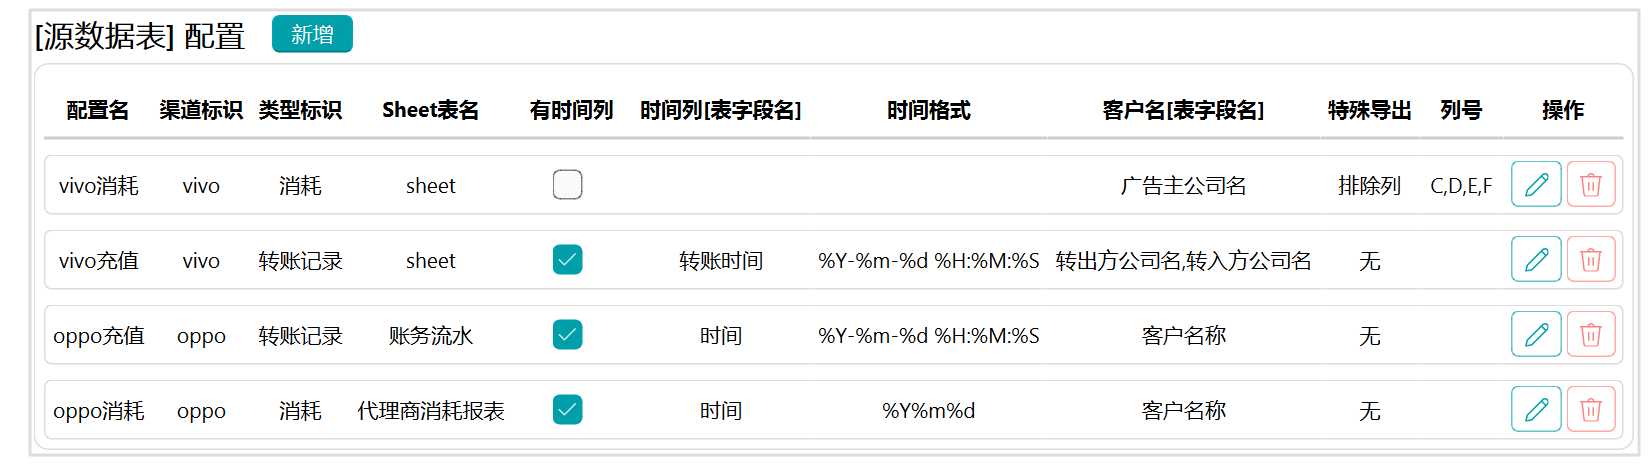 [源数据表] 配置 新增
配置名 渠道标识 类型标识 Sheet表名 有时间列 时间列[表字段名] 时间格式 客户名[表字段名] 特殊导出 列号 操作
vivo消耗 vivo 消耗 sheet 广告主公司名 排除列 C,D,E,F
vivo充值 vivo 转账记录 sheet 转账时间 %Y-%m-%d %H:%M:%S 转出方公司名,转入方公司名 无
oppo充值 oppo 转账记录 账务流水 时间 %Y-%m-%d %H:%M:%S 客户名称 无
oppo消耗 oppo 消耗 代理商消耗报表 时间 %Y%m%d 客户名称 无